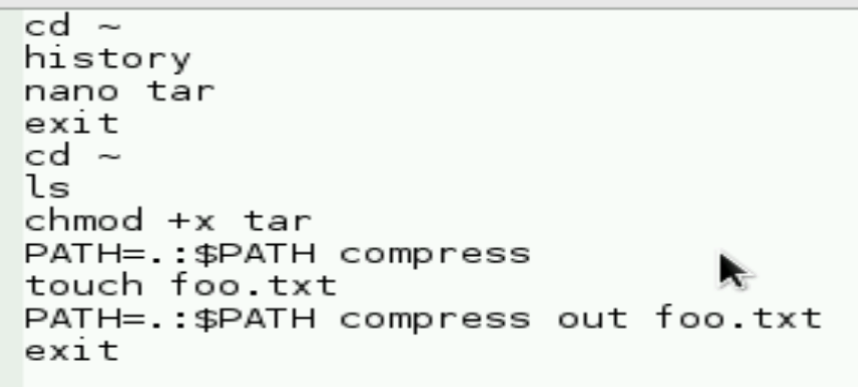 cd ~
history
nano tar
exit
cd ~
ls
chmod +x tar
PATH=.:$PATH compress
touch foo.txt
PATH=.:$PATH compress out foo.txt
exit